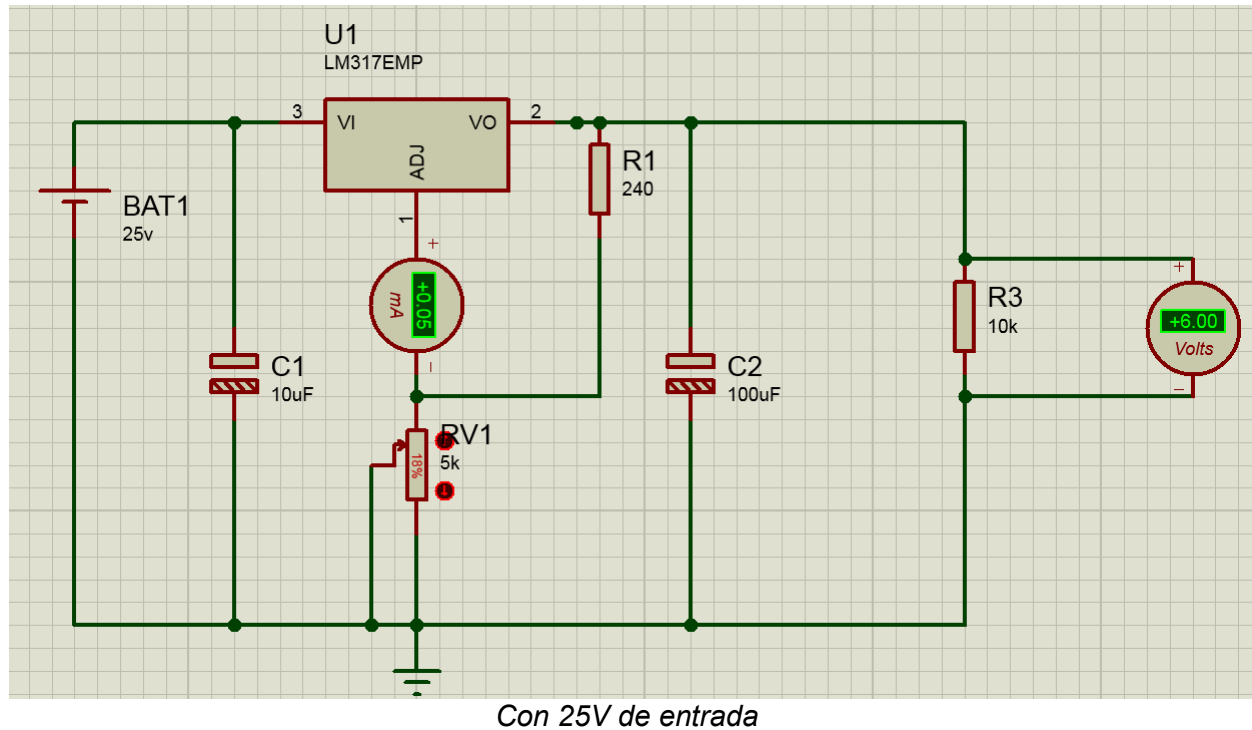 U1
LM317EMP
3
VI
VO
2
ADJ
1
R1
240
BAT1
25v
+
+0.05
mA
−
C1
10uF
RV1
5k
18%
C2
100uF
R3
10k
+
+6.00
Volts
−
Con 25V de entrada